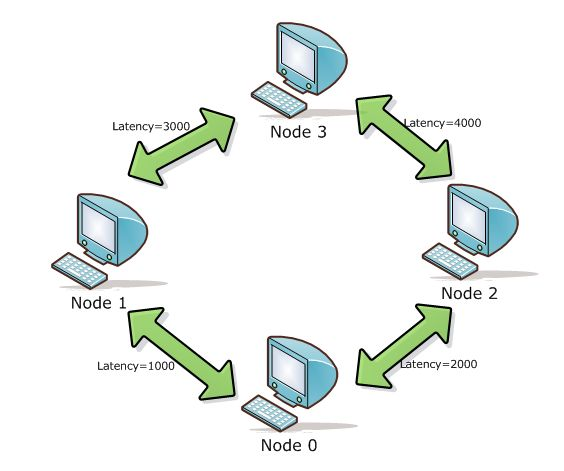 Latency=3000
Latency=4000
Node 3
Node 1
Node 2
Latency=1000
Latency=2000
Node 0